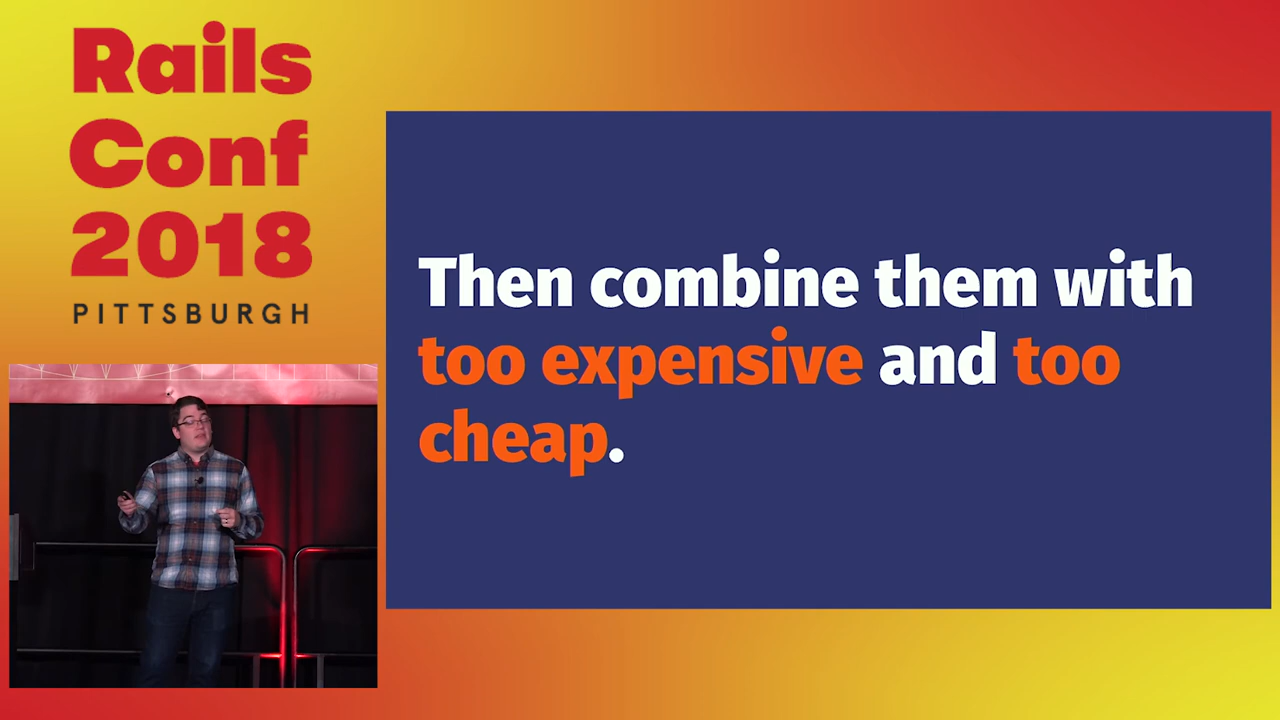 Rails
Conf
2018
PITTSBURGH
Then combine them with
too expensive and too
cheap.